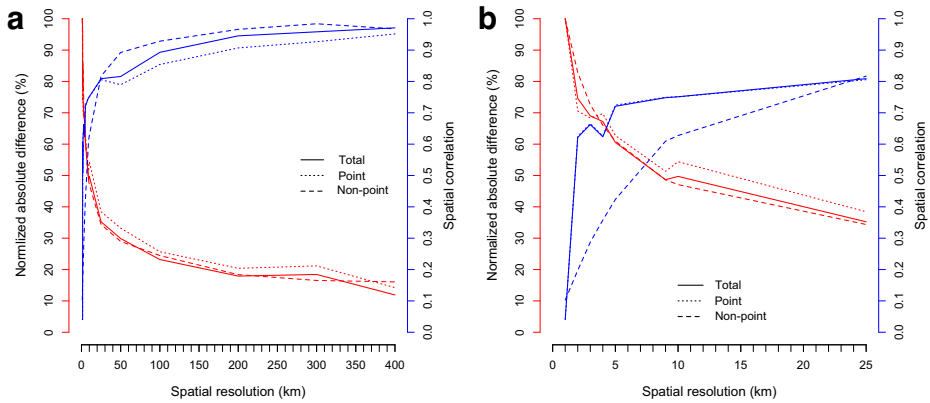 a
Normlized absolute difference (%)
0 10 20 30 40 50 60 70 80 90 100
Total
Point
Non-point
0.0 0.1 0.2 0.3 0.4 0.5 0.6 0.7 0.8 0.9 1.0
Spatial correlation
0 50 100 150 200 250 300 350 400
Spatial resolution (km)
b
Normalized absolute difference (%)
0 10 20 30 40 50 60 70 80 90 100
Total
Point
Non-point
0.0 0.1 0.2 0.3 0.4 0.5 0.6 0.7 0.8 0.9 1.0
Spatial correlation
0 5 10 15 20 25
Spatial resolution (km)